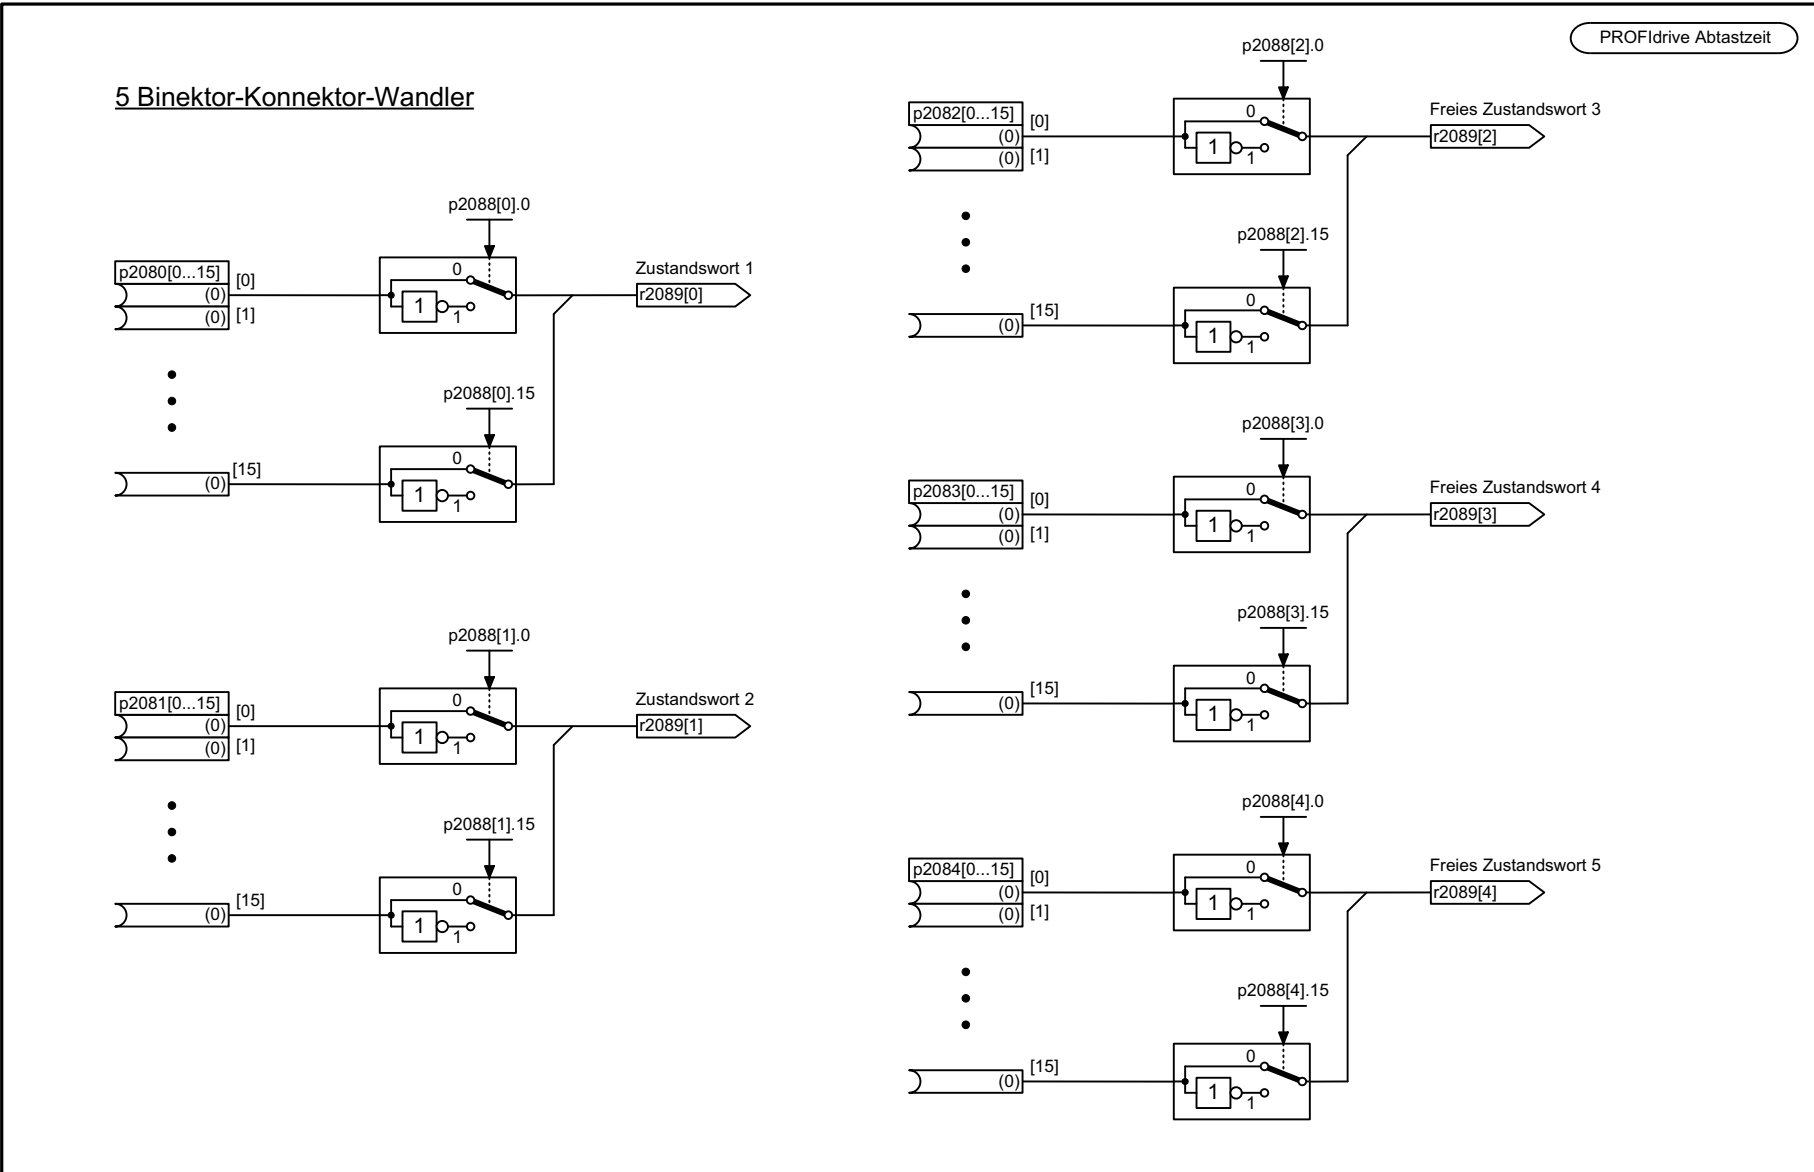 PROFIdrive Abtastzeit
5 Binektor-Konnektor-Wandler
p2088[0].0
p2080[0...15]
[0]
(0)
(0)
[1]
0
1
1
Zustandswort 1
r2089[0]
p2088[0].15
[15]
(0)
0
1
1
p2088[1].0
p2081[0...15]
[0]
(0)
(0)
[1]
0
1
1
Zustandswort 2
r2089[1]
p2088[1].15
[15]
(0)
0
1
1
p2088[2].0
p2082[0...15]
[0]
(0)
(0)
[1]
0
1
1
Freies Zustandswort 3
r2089[2]
p2088[2].15
[15]
(0)
0
1
1
p2088[3].0
p2083[0...15]
[0]
(0)
(0)
[1]
0
1
1
Freies Zustandswort 4
r2089[3]
p2088[3].15
[15]
(0)
0
1
1
p2088[4].0
p2084[0...15]
[0]
(0)
(0)
[1]
0
1
1
Freies Zustandswort 5
r2089[4]
p2088[4].15
[15]
(0)
0
1
1